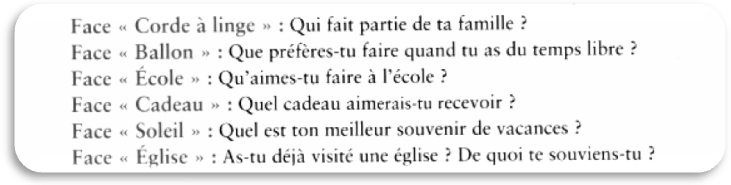 Face « Corde à linge » : Qui fait partie de ta famille ?
Face « Ballon » : Que préfères-tu faire quand tu as du temps libre ?
Face « École » : Qu'aimes-tu faire à l'école ?
Face « Cadeau » : Quel cadeau aimerais-tu recevoir ?
Face « Soleil » : Quel est ton meilleur souvenir de vacances ?
Face « Église » : As-tu déjà visité une église ? De quoi te souviens-tu ?